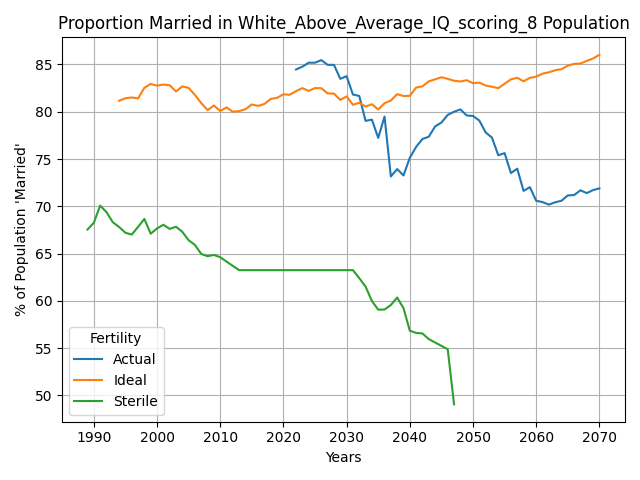 Proportion Married in White_Above_Average_IQ_scoring_8 Population
% of Population 'Married'
85
80
75
70
65
60
55
50
Fertility
Actual
Ideal
Sterile
1990 2000 2010 2020 2030 2040 2050 2060 2070
Years